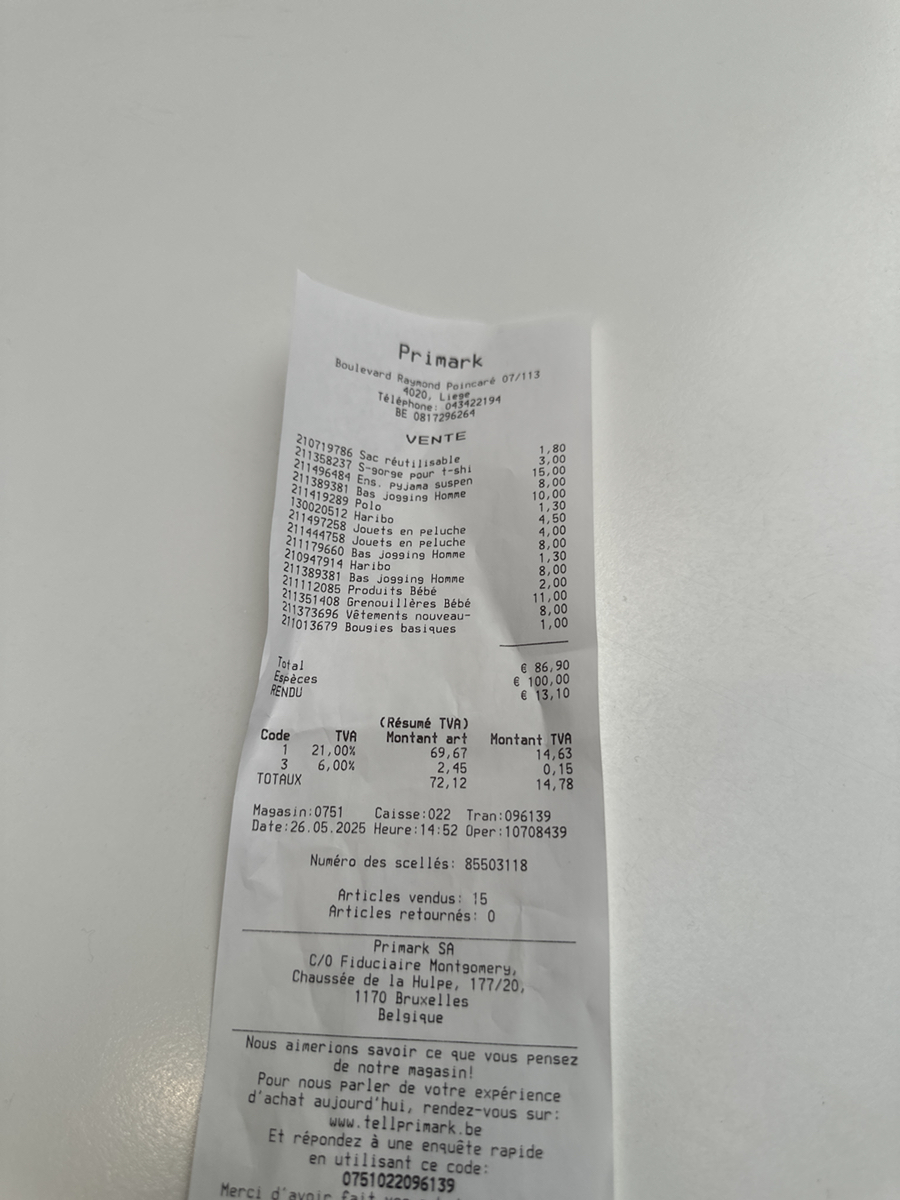 Primark
Boulevard Raymond Poincaré 07/113
4020, Liege
Téléphone: 043422194
BE 0817296264
VENTE
210719786 Sac réutilisable 1,80
211358237 S-gorge pour t-shi 3,00
211496484 Ens. pyjama suspen 15,00
211389381 Bas jogging Homme 8,00
211419289 Polo 10,00
130020512 Haribo 1,30
211497258 Jouets en peluche 4,50
211444758 Jouets en peluche 4,00
211179660 Bas jogging Homme 8,00
210947914 Haribo 1,30
211389381 Bas jogging Homme 8,00
211112085 Produits Bébé 2,00
211351408 Grenouillères Bébé 11,00
211373696 Vêtements nouveau- 8,00
211013679 Bougies basiques 1,00
Total € 86,90
Espèces € 100,00
RENDU € 13,10
(Résumé TVA)
Code TVA Montant art Montant TVA
1 21,00% 69,67 14,63
3 6,00% 2,45 0,15
TOTAUX 72,12 14,78
Magasin:0751 Caisse:022 Tran:096139
Date:26.05.2025 Heure:14:52 Oper:10708439
Numéro des scellés: 85503118
Articles vendus: 15
Articles retournés: 0
Primark SA
C/O Fiduciaire Montgomery,
Chaussée de la Hulpe, 177/20,
1170 Bruxelles
Belgique
Nous aimerions savoir ce que vous pensez
de notre magasin!
Pour nous parler de votre expérience
d'achat aujourd'hui, rendez-vous sur:
www.tellprimark.be
Et répondez à une enquête rapide
en utilisant ce code:
0751022096139
Merci d'avoir fait